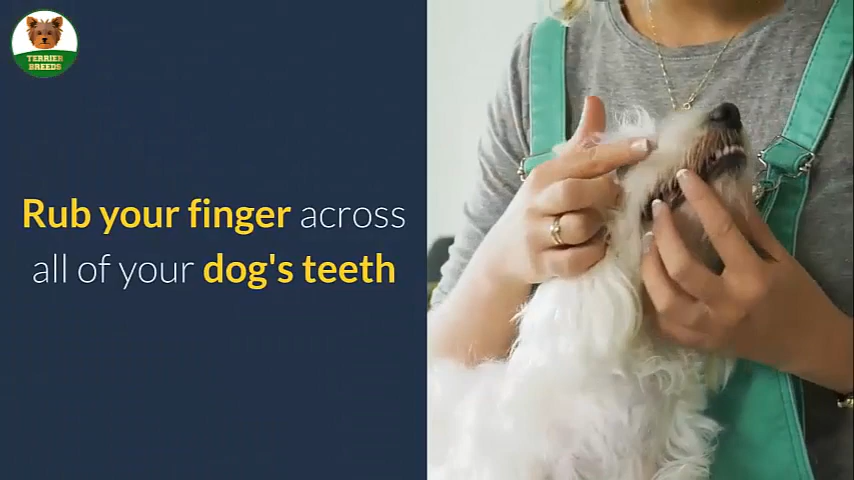 TERRIER
BREEDS
Rub your finger across
all of your dog's teeth